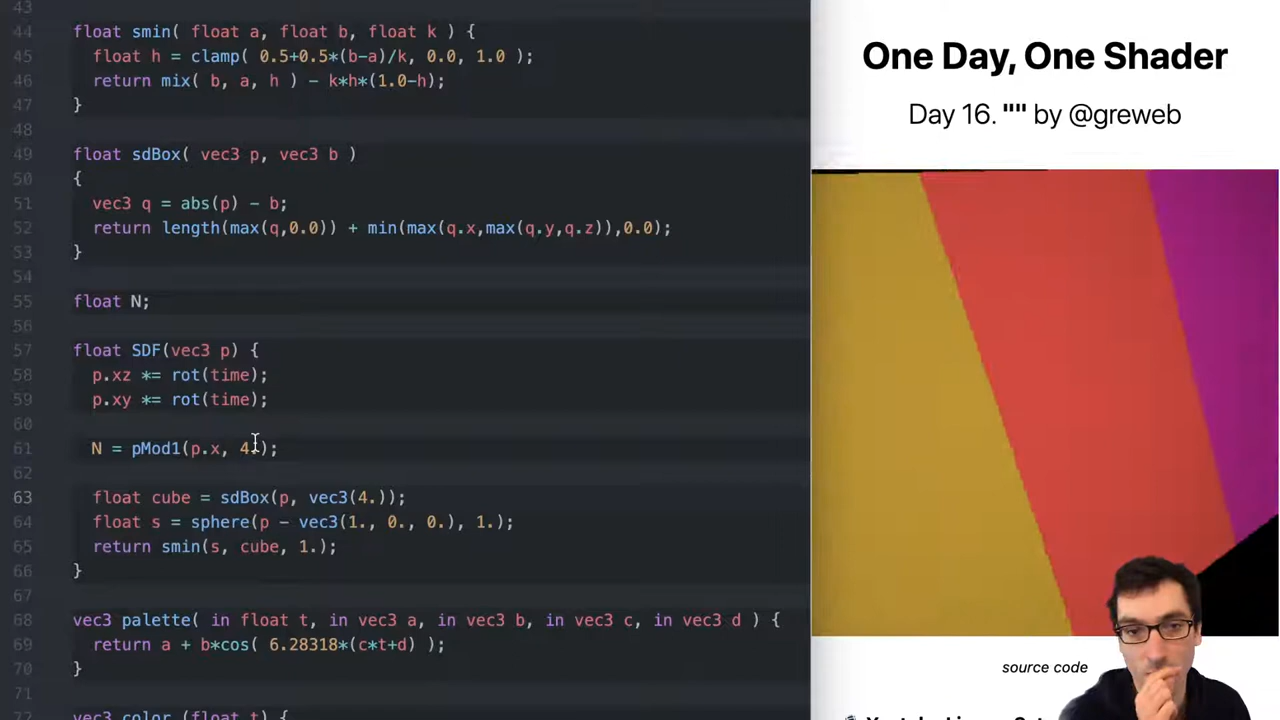 43
44 float smin( float a, float b, float k ) {
45 float h = clamp( 0.5+0.5*(b-a)/k, 0.0, 1.0 );
46 return mix( b, a, h ) - k*h*(1.0-h);
47 }
48
49 float sdBox( vec3 p, vec3 b )
50 {
51 vec3 q = abs(p) - b;
52 return length(max(q,0.0)) + min(max(q.x,max(q.y,q.z)),0.0);
53 }
54
55 float N;
56
57 float SDF(vec3 p) {
58 p.xz *= rot(time);
59 p.xy *= rot(time);
60
61 N = pMod1(p.x, 4.);
62
63 float cube = sdBox(p, vec3(4.));
64 float s = sphere(p - vec3(1., 0., 0.), 1.);
65 return smin(s, cube, 1.);
66 }
67
68 vec3 palette( in float t, in vec3 a, in vec3 b, in vec3 c, in vec3 d ) {
69 return a + b*cos( 6.28318*(c*t+d) );
70 }
71
72 vec3 color (float t) {
One Day, One Shader
Day 16. "" by @greweb
source code